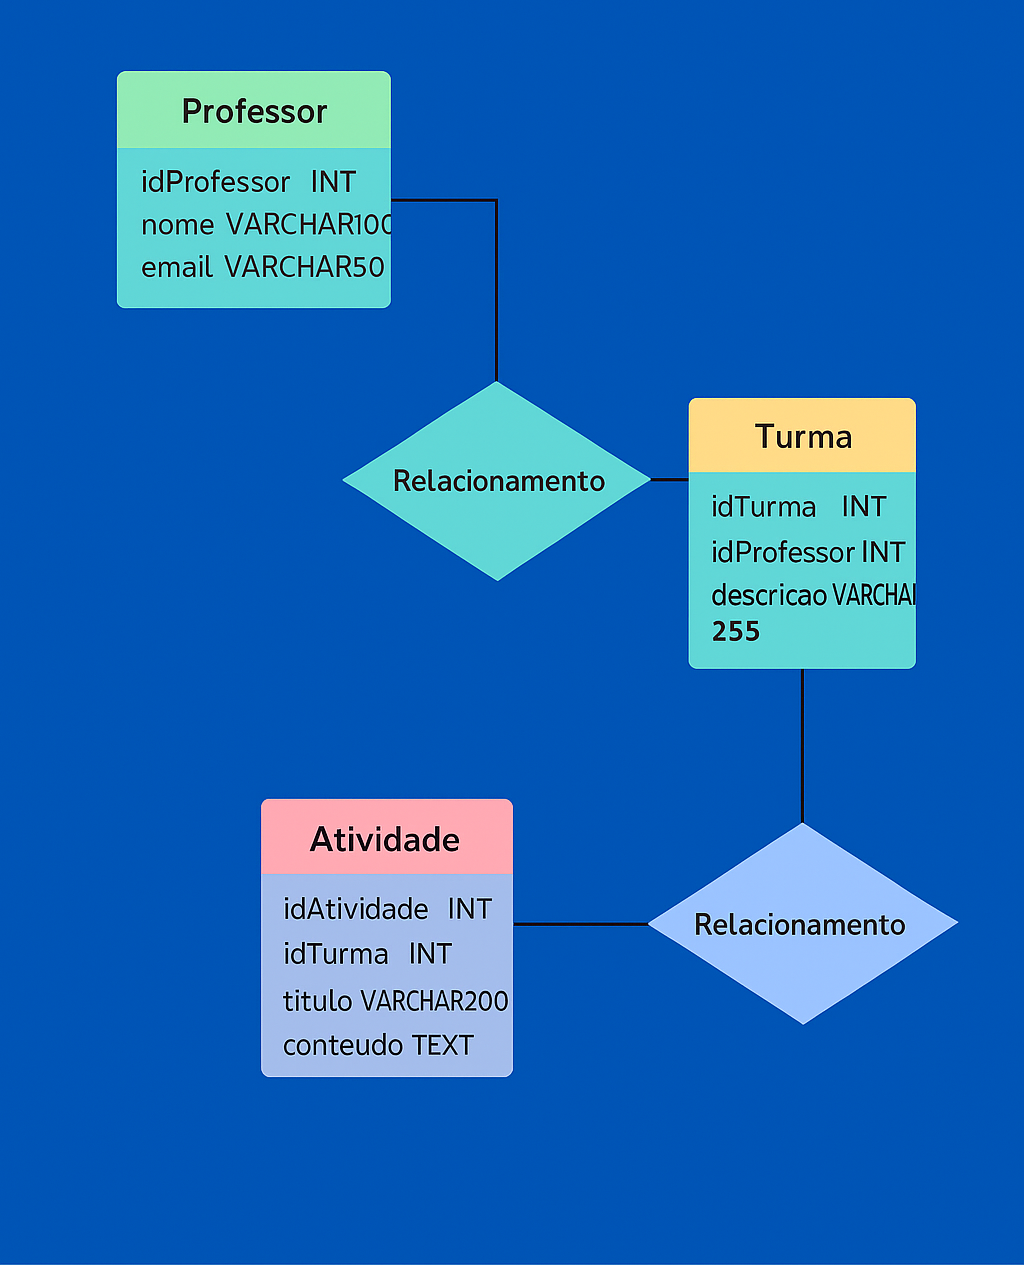 Professor
idProfessor INT
nome VARCHAR100
email VARCHAR50
Relacionamento
Turma
idTurma INT
idProfessor INT
descricao VARCHAR
255
Atividade
idAtividade INT
idTurma INT
titulo VARCHAR200
conteudo TEXT
Relacionamento